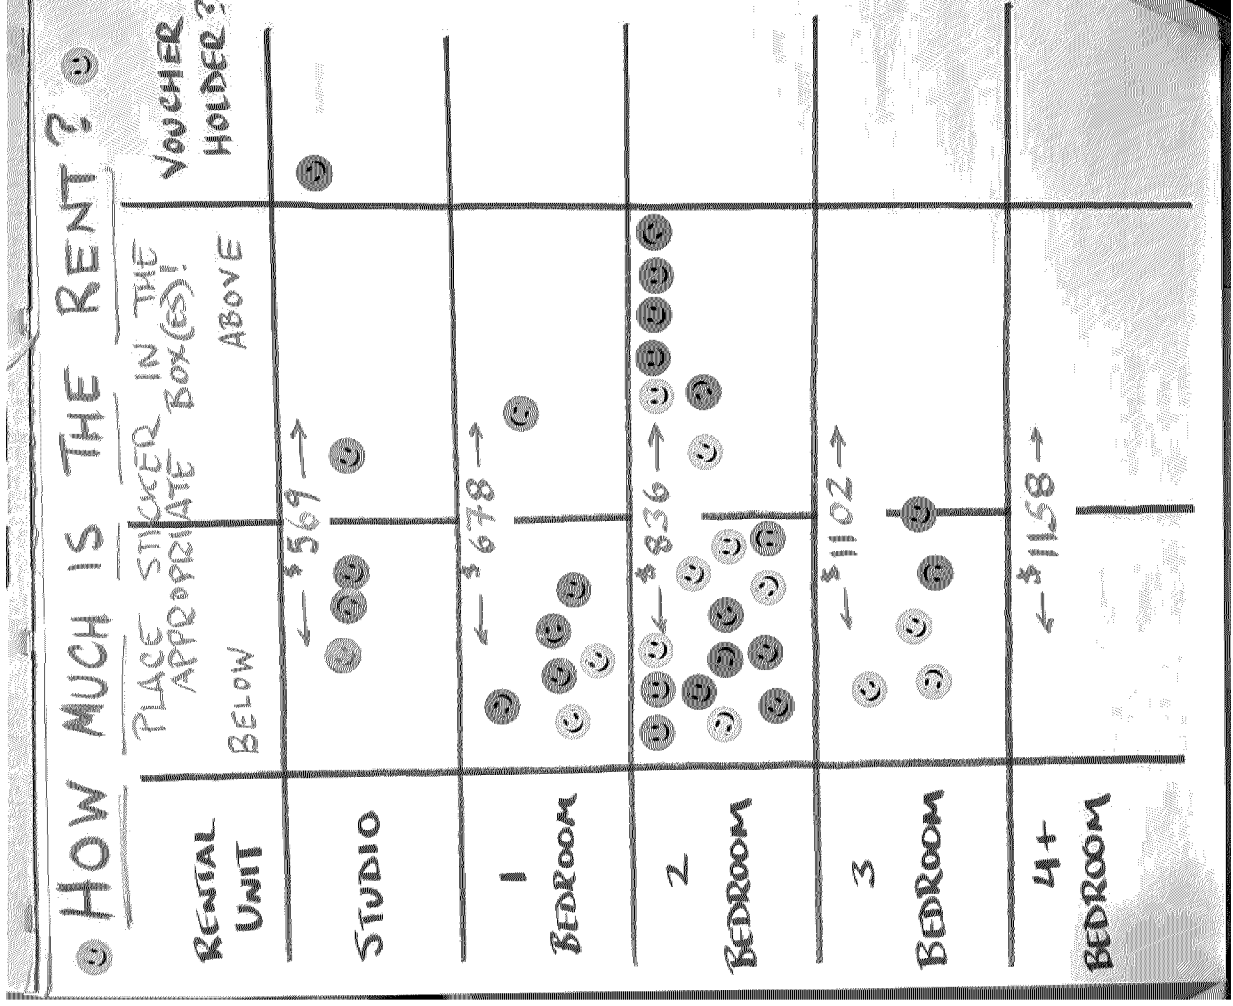 HOW MUCH IS THE RENT?
PLACE STICKER IN THE
APPROPRIATE BOX(ES)!
RENTAL
UNIT
BELOW
ABOVE
VOUCHER
HOLDER?
STUDIO
← $569 →
1
BEDROOM
← $678 →
2
BEDROOM
← $836 →
3
BEDROOM
← $1102 →
4+
BEDROOM
← $1158 →